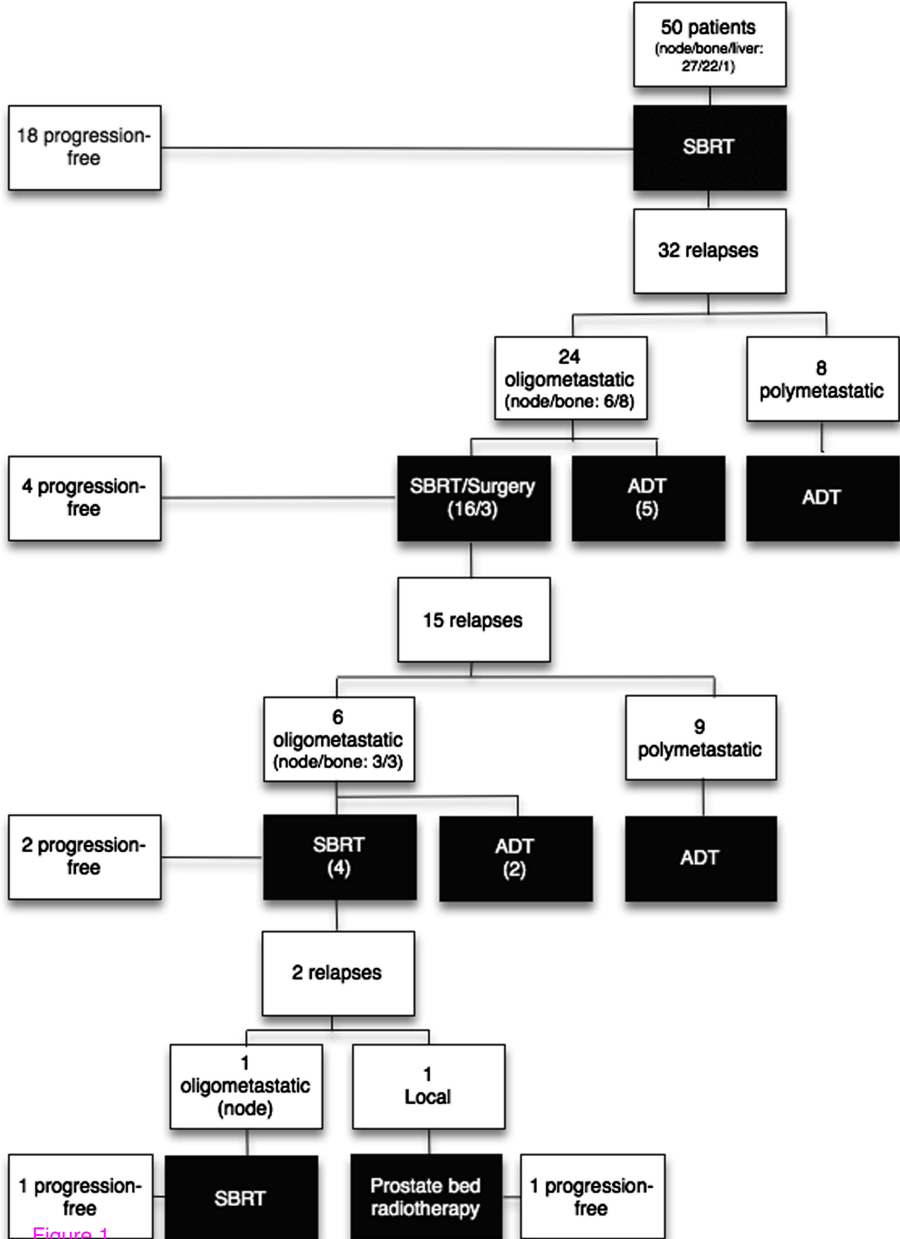 50 patients
(node/bone/liver:
27/22/1)
18 progression-
free
SBRT
32 relapses
24
oligometastatic
(node/bone: 6/8)
8
polymetastatic
4 progression-
free
SBRT/Surgery
(16/3)
ADT
(5)
ADT
15 relapses
6
oligometastatic
(node/bone: 3/3)
9
polymetastatic
2 progression-
free
SBRT
(4)
ADT
(2)
ADT
2 relapses
1
oligometastatic
(node)
1
Local
1 progression-
free
SBRT
Prostate bed
radiotherapy
1 progression-
free
Figure 1